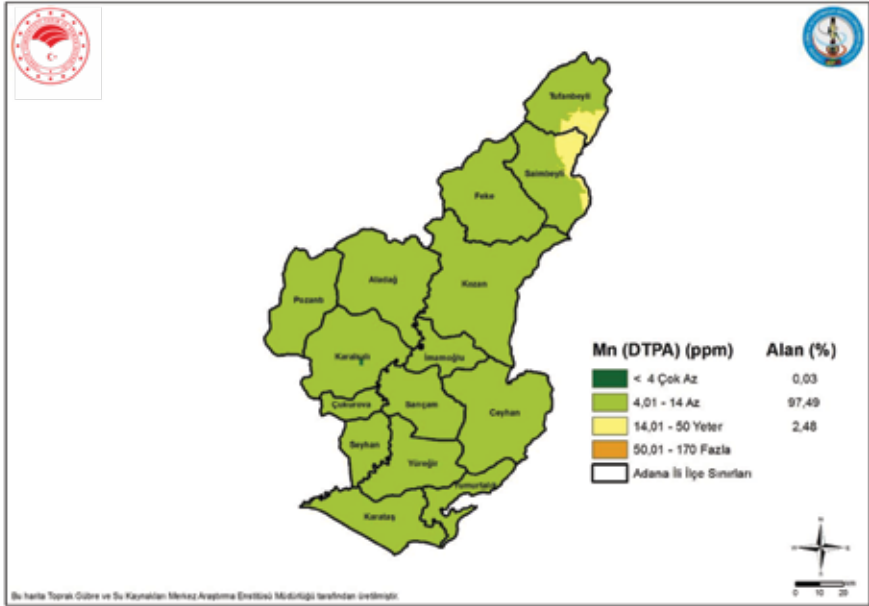 Tufanbeyli
Saimbeyli
Feke
Aladağ
Kozan
Pozantı
Karaisalı
İmamoğlu
Çukurova
Sarıçam
Ceyhan
Seyhan
Yüreğir
Yumurtalık
Karataş
Mn (DTPA) (ppm) Alan (%)
< 4 Çok Az 0,03
4,01 - 14 Az 97,49
14,01 - 50 Yeter 2,48
50,01 - 170 Fazla
Adana İli İlçe Sınırları
N
W E
S
0 10 20 km
Bu harita Toprak Gübre ve Su Kaynakları Merkez Araştırma Enstitüsü Müdürlüğü tarafından üretilmiştir.